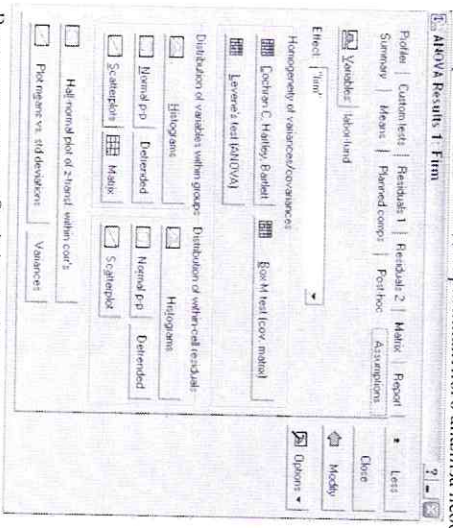 ANOVA Results 1: Firm
Profiler | Custom tests | Residuals 1 | Residuals 2 | Matrix | Report
Summary | Means | Planned comps | Post-hoc | Assumptions
Less
Close
Modify
Options
Variables: labor-fund
Effect: "firm"
Homogeneity of variances/covariances
Cochran C, Hartley, Bartlett
Box M test (cov. matrix)
Levene's test (ANOVA)
Distribution of variables within groups
Histograms
Normal p-p
Detrended
Scatterplots
Matrix
Distribution of within-cell residuals
Histograms
Normal p-p
Detrended
Scatterplot
Half-normal plot of z-transf. within corr's
Plot means vs. std deviations
Variances